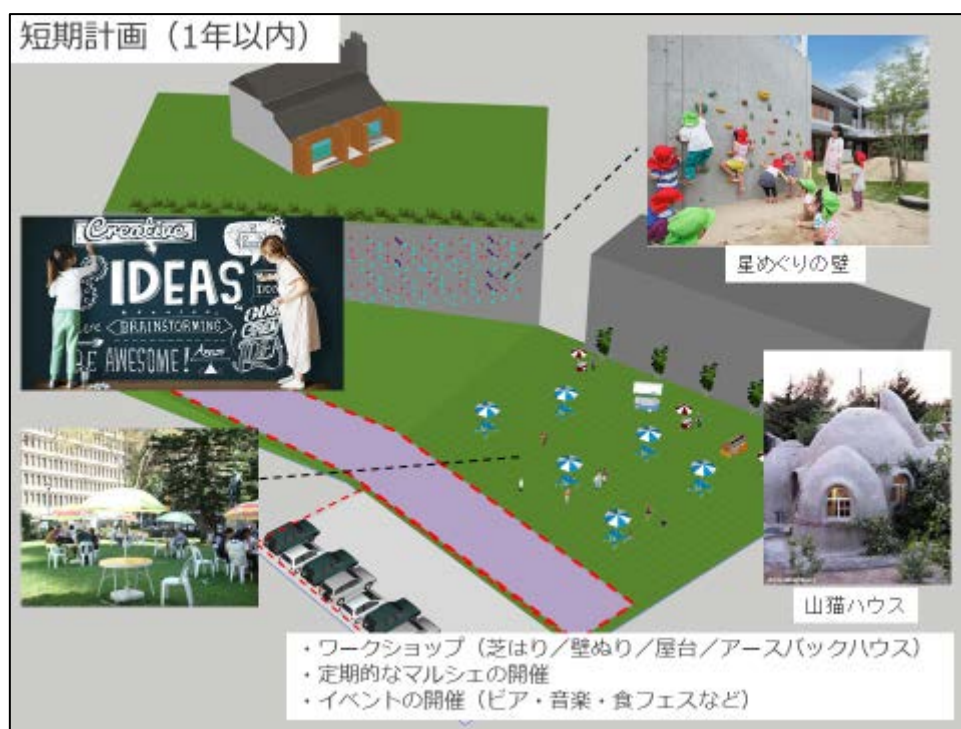 短期計画（1年以内）
Creative
IDEAS
BRAINSTORMING
BE AWESOME!
星めぐりの壁
山猫ハウス
・ワークショップ（芝はり／壁ぬり／屋台／アースバックハウス）
・定期的なマルシェの開催
・イベントの開催（ビア・音楽・食フェスなど）